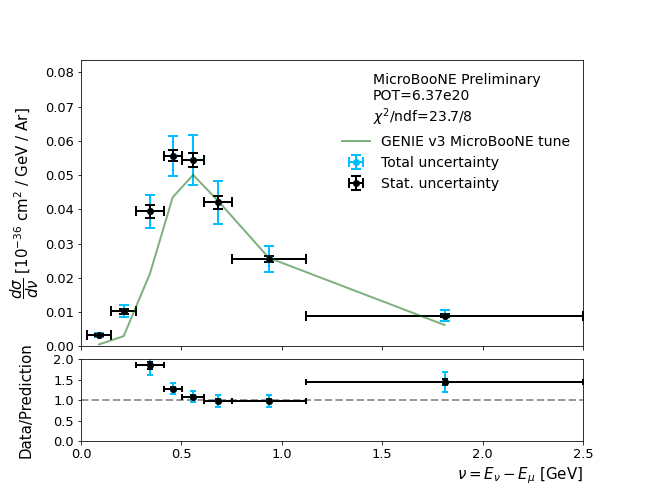 MicroBooNE Preliminary
POT=6.37e20
χ²/ndf=23.7/8
GENIE v3 MicroBooNE tune
Total uncertainty
Stat. uncertainty
dσ/dν [10⁻³⁶ cm² / GeV / Ar]
0.08
0.07
0.06
0.05
0.04
0.03
0.02
0.01
0.00
Data/Prediction
2.0
1.5
1.0
0.5
0.0
0.0 0.5 1.0 1.5 2.0 2.5
ν = E_ν − E_μ [GeV]